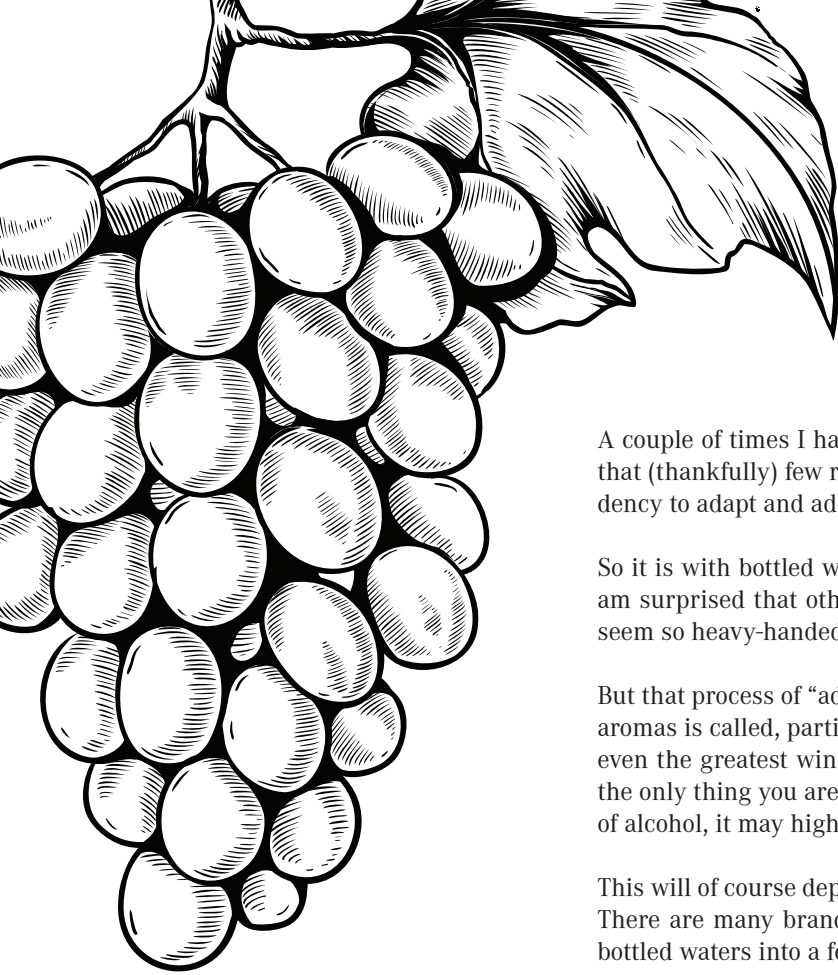 A couple of times I ha
that (thankfully) few r
dency to adapt and ad
So it is with bottled w
am surprised that oth
seem so heavy-handed
But that process of “ad
aromas is called, parti
even the greatest win
the only thing you are
of alcohol, it may high
This will of course dep
There are many brand
bottled waters into a fe